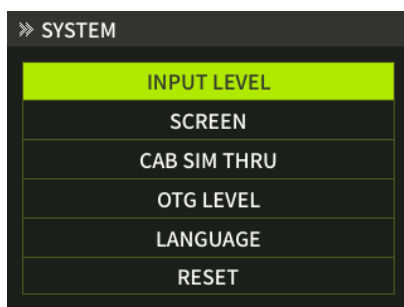 SYSTEM
INPUT LEVEL
SCREEN
CAB SIM THRU
OTG LEVEL
LANGUAGE
RESET